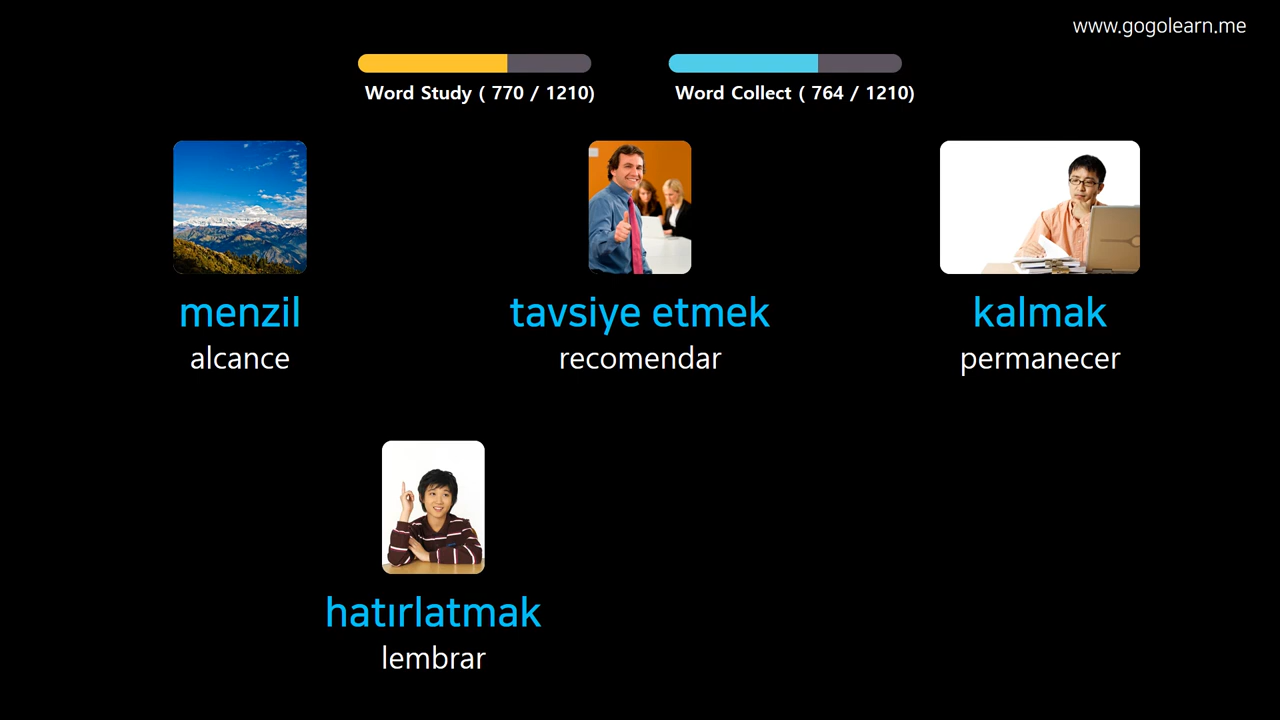 www.gogolearn.me
Word Study ( 770 / 1210)
Word Collect ( 764 / 1210)
menzil
alcance
tavsiye etmek
recomendar
kalmak
permanecer
hatırlatmak
lembrar